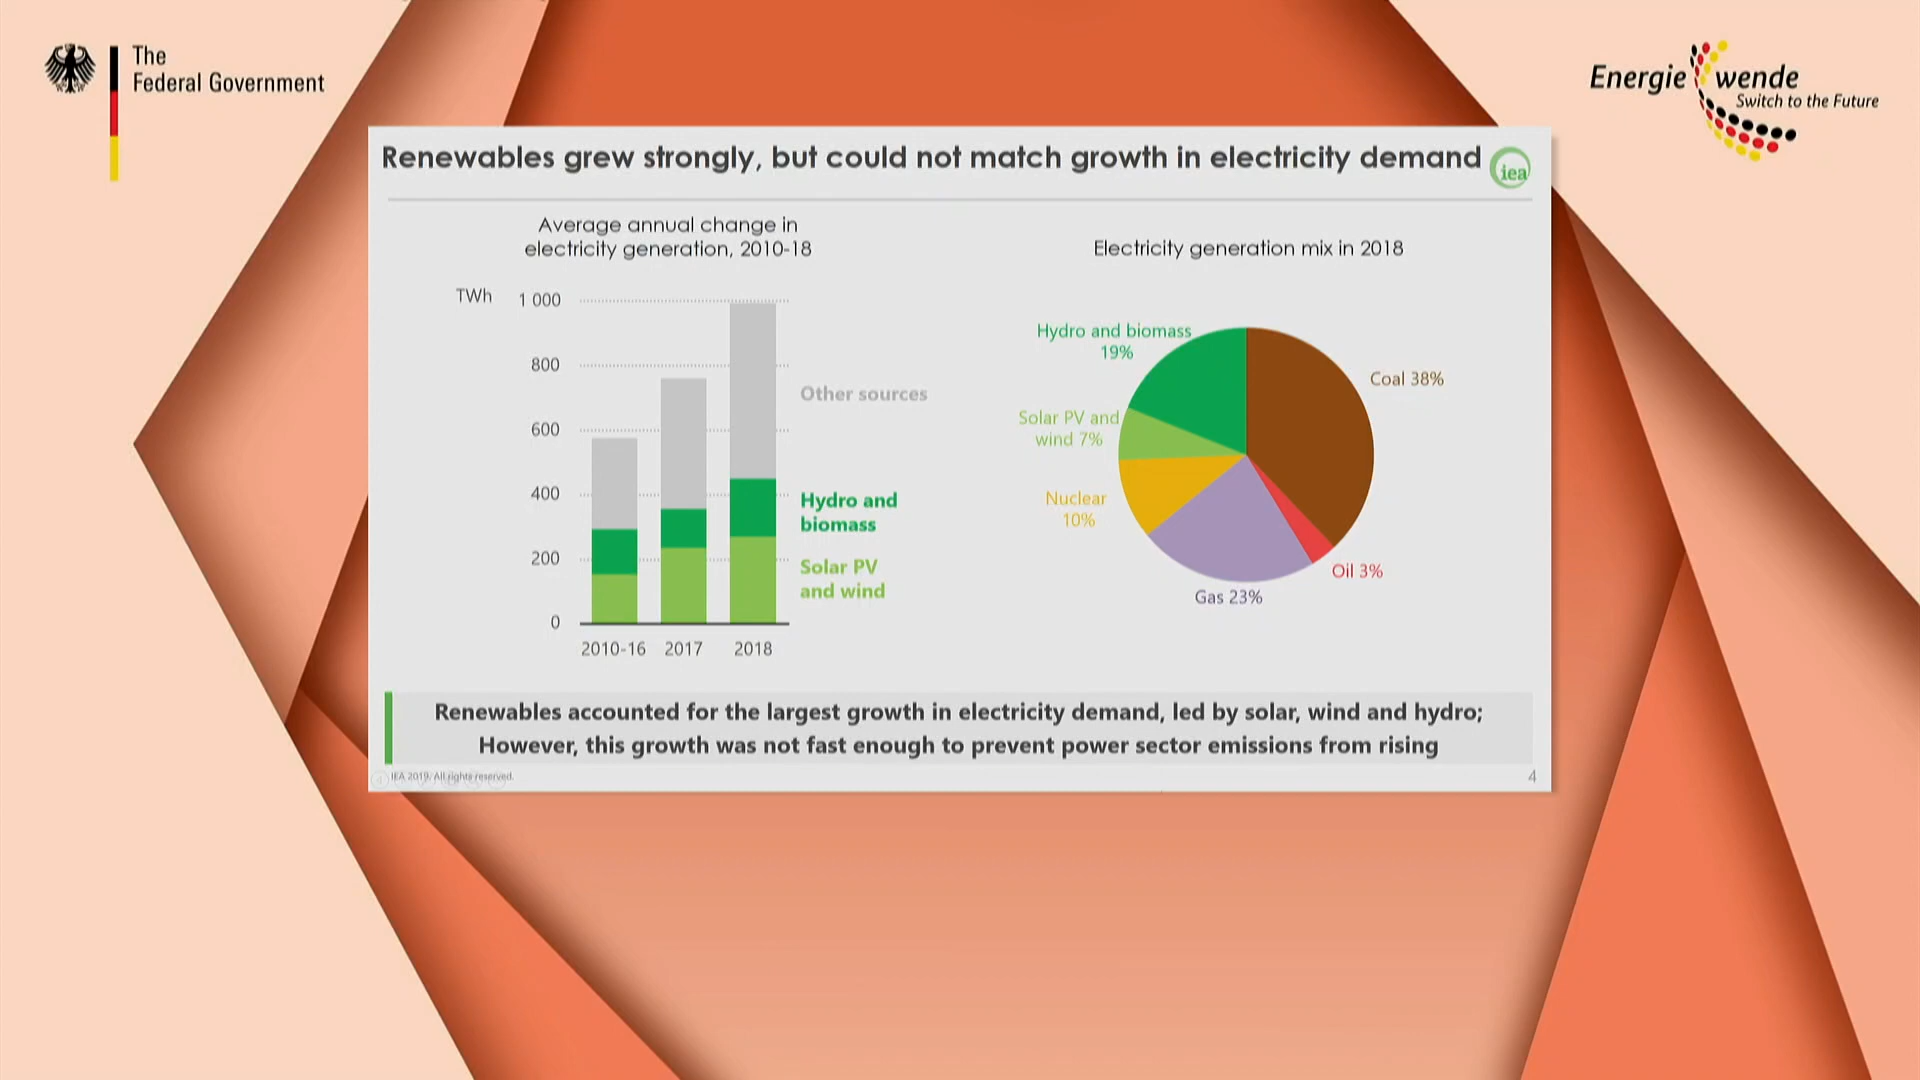 The
Federal Government
Energie wende
Switch to the Future
Renewables grew strongly, but could not match growth in electricity demand
iea
Average annual change in
electricity generation, 2010-18
TWh
1 000
800
600
400
200
0
2010-16
2017
2018
Other sources
Hydro and
biomass
Solar PV
and wind
Electricity generation mix in 2018
Hydro and biomass
19%
Coal 38%
Solar PV and
wind 7%
Nuclear
10%
Oil 3%
Gas 23%
Renewables accounted for the largest growth in electricity demand, led by solar, wind and hydro;
However, this growth was not fast enough to prevent power sector emissions from rising
IEA 2019. All rights reserved.
4